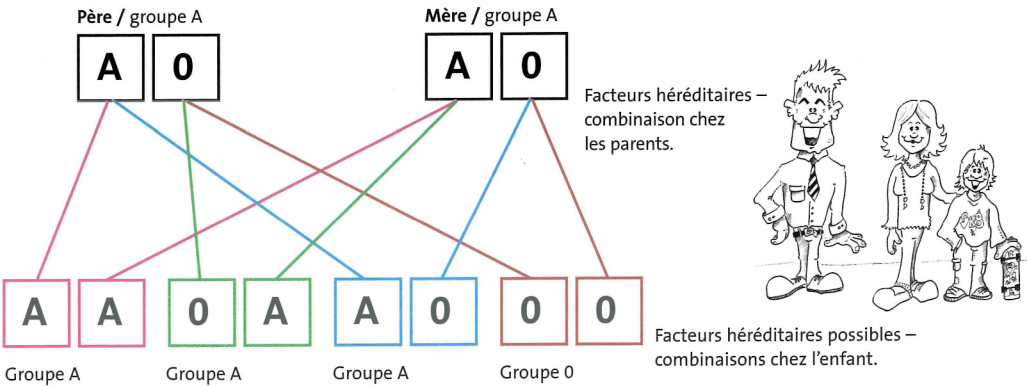 Père / groupe A
Mère / groupe A
A 0
A 0
Facteurs héréditaires –
combinaison chez
les parents.
A A 0 A A 0 0 0
Facteurs héréditaires possibles –
combinaisons chez l'enfant.
Groupe A
Groupe A
Groupe A
Groupe 0